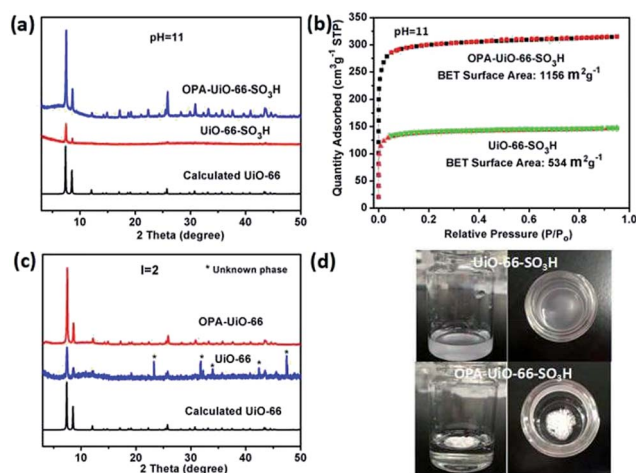 (a)
pH=11
OPA-UiO-66-SO₃H
UiO-66-SO₃H
Calculated UiO-66
10 20 30 40 50
2 Theta (degree)
(b)
pH=11
350
300
250
200
150
100
50
0
Quantity Adsorbed (cm³g⁻¹ STP)
OPA-UiO-66-SO₃H
BET Surface Area: 1156 m²g⁻¹
UiO-66-SO₃H
BET Surface Area: 534 m²g⁻¹
0.0 0.2 0.4 0.6 0.8 1.0
Relative Pressure (P/Po)
(c)
I=2
* Unknown phase
OPA-UiO-66
UiO-66
* * * * *
Calculated UiO-66
10 20 30 40 50
2 Theta (degree)
(d)
UiO-66-SO₃H
OPA-UiO-66-SO₃H